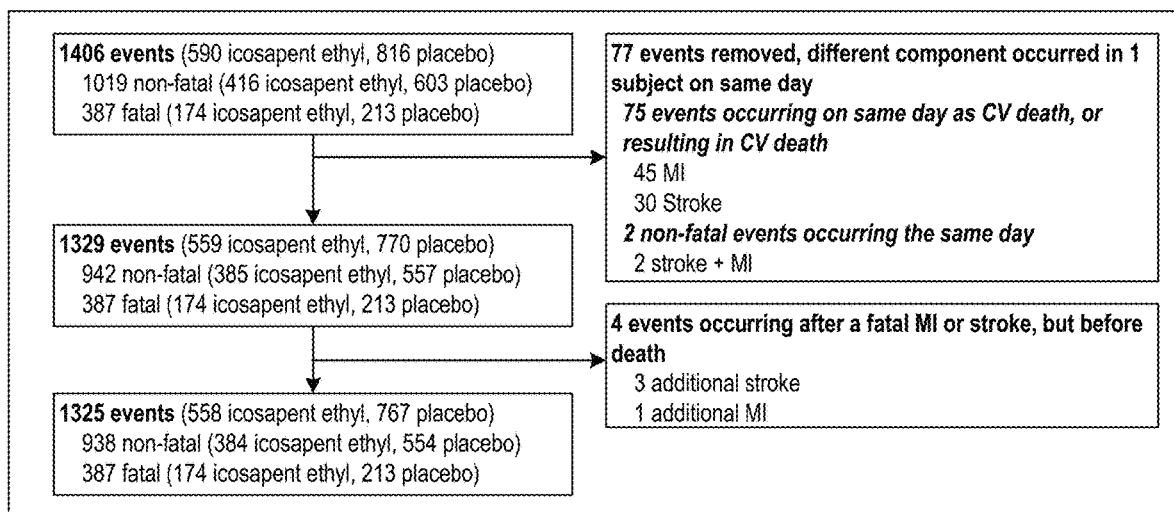 1406 events (590 icosapent ethyl, 816 placebo)
1019 non-fatal (416 icosapent ethyl, 603 placebo)
387 fatal (174 icosapent ethyl, 213 placebo)
77 events removed, different component occurred in 1
subject on same day
75 events occurring on same day as CV death, or
resulting in CV death
45 MI
30 Stroke
2 non-fatal events occurring the same day
2 stroke + MI
1329 events (559 icosapent ethyl, 770 placebo)
942 non-fatal (385 icosapent ethyl, 557 placebo)
387 fatal (174 icosapent ethyl, 213 placebo)
4 events occurring after a fatal MI or stroke, but before
death
3 additional stroke
1 additional MI
1325 events (558 icosapent ethyl, 767 placebo)
938 non-fatal (384 icosapent ethyl, 554 placebo)
387 fatal (174 icosapent ethyl, 213 placebo)